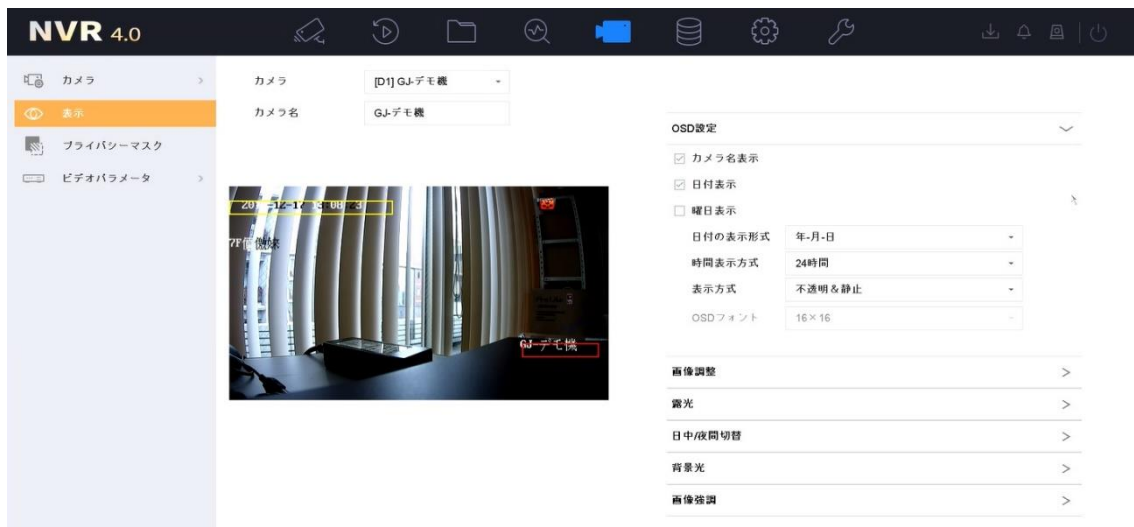 NVR 4.0
カメラ
表示
プライバシーマスク
ビデオパラメータ
カメラ [D1] GJ-デモ機
カメラ名 GJ-デモ機
GJ-デモ機
OSD設定
カメラ名表示
日付表示
曜日表示
日付の表示形式 年-月-日
時間表示方式 24時間
表示方式 不透明&静止
OSDフォント 16×16
画像調整
露光
日中/夜間切替
背景光
画像強調